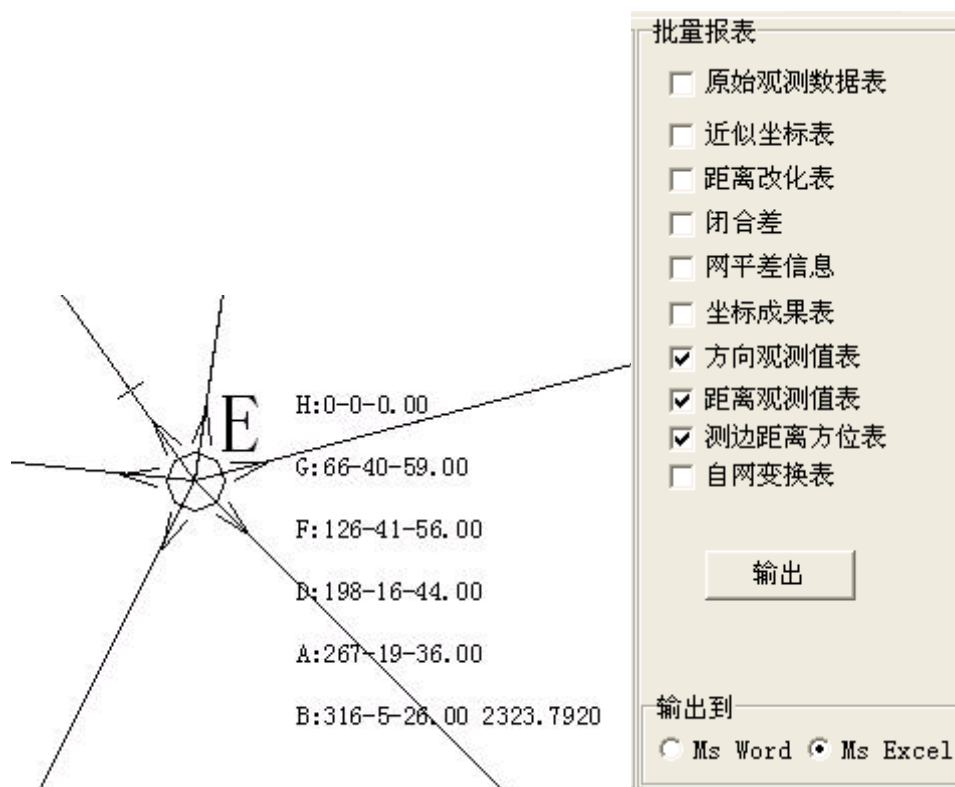 E
H:0-0-0.00
G:66-40-59.00
F:126-41-56.00
D:198-16-44.00
A:267-19-36.00
B:316-5-26.00 2323.7920
批量报表
原始观测数据表
近似坐标表
距离改化表
闭合差
网平差信息
坐标成果表
方向观测值表
距离观测值表
测边距离方位表
自网变换表
输出
输出到
Ms Word Ms Excel